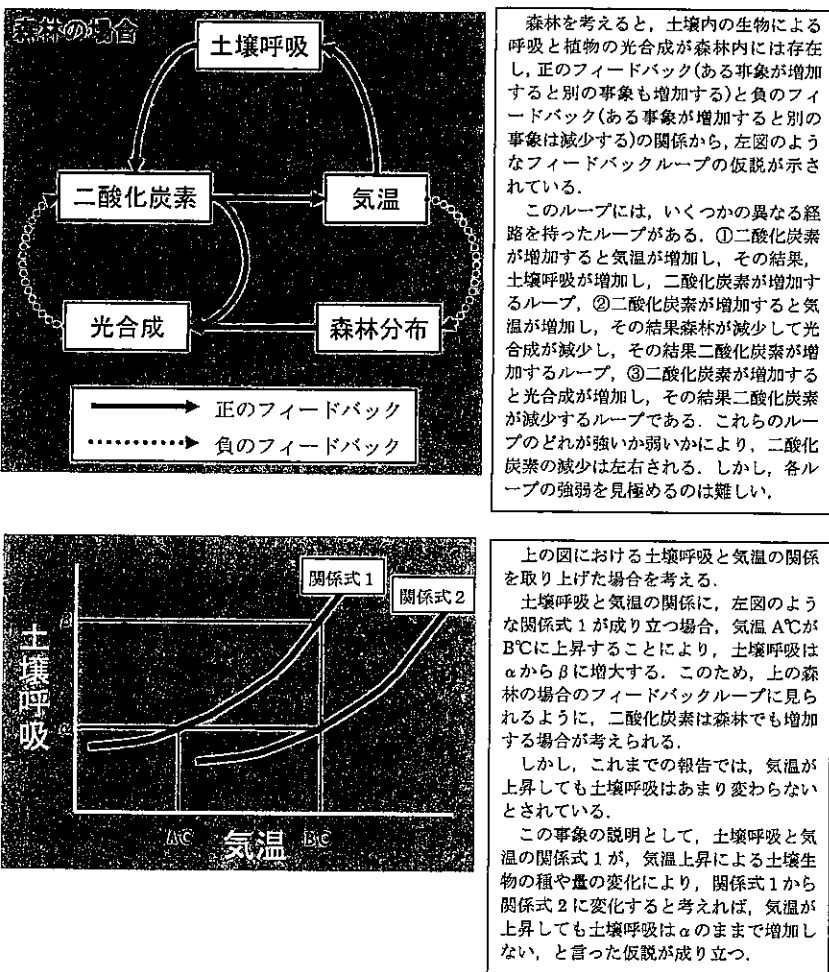 森林の場合
土壌呼吸
二酸化炭素
気温
光合成
森林分布
正のフィードバック
負のフィードバック
森林を考えると，土壌内の生物による
呼吸と植物の光合成が森林内には存在
し，正のフィードバック(ある事象が増加
すると別の事象も増加する)と負のフィ
ードバック(ある事象が増加すると別の
事象は減少する)の関係から，左図のよう
なフィードバックループの仮説が示さ
れている．
このループには，いくつかの異なる経
路を持ったループがある．①二酸化炭素
が増加すると気温が増加し，その結果，
土壌呼吸が増加し，二酸化炭素が増加す
るループ，②二酸化炭素が増加すると気
温が増加し，その結果森林が減少して光
合成が減少し，その結果二酸化炭素が増
加するループ，③二酸化炭素が増加する
と光合成が増加し，その結果二酸化炭素
が減少するループである．これらのルー
プのどれが強いか弱いかにより，二酸化
炭素の減少は左右される．しかし，各ル
ープの強弱を見極めるのは難しい．
関係式1
関係式2
土壌呼吸
β
α
A℃
気温
B℃
上の図における土壌呼吸と気温の関係
を取り上げた場合を考える．
土壌呼吸と気温の関係に，左図のよう
な関係式1が成り立つ場合，気温A℃が
B℃に上昇することにより，土壌呼吸は
αからβに増大する．このため，上の森
林の場合のフィードバックループに見ら
れるように，二酸化炭素は森林でも増加
する場合が考えられる．
しかし，これまでの報告では，気温が
上昇しても土壌呼吸はあまり変わらない
とされている．
この事象の説明として，土壌呼吸と気
温の関係式1が，気温上昇による土壌生
物の種や量の変化により，関係式1から
関係式2に変化すると考えれば，気温が
上昇しても土壌呼吸はαのままで増加し
ない，と言った仮説が成り立つ．